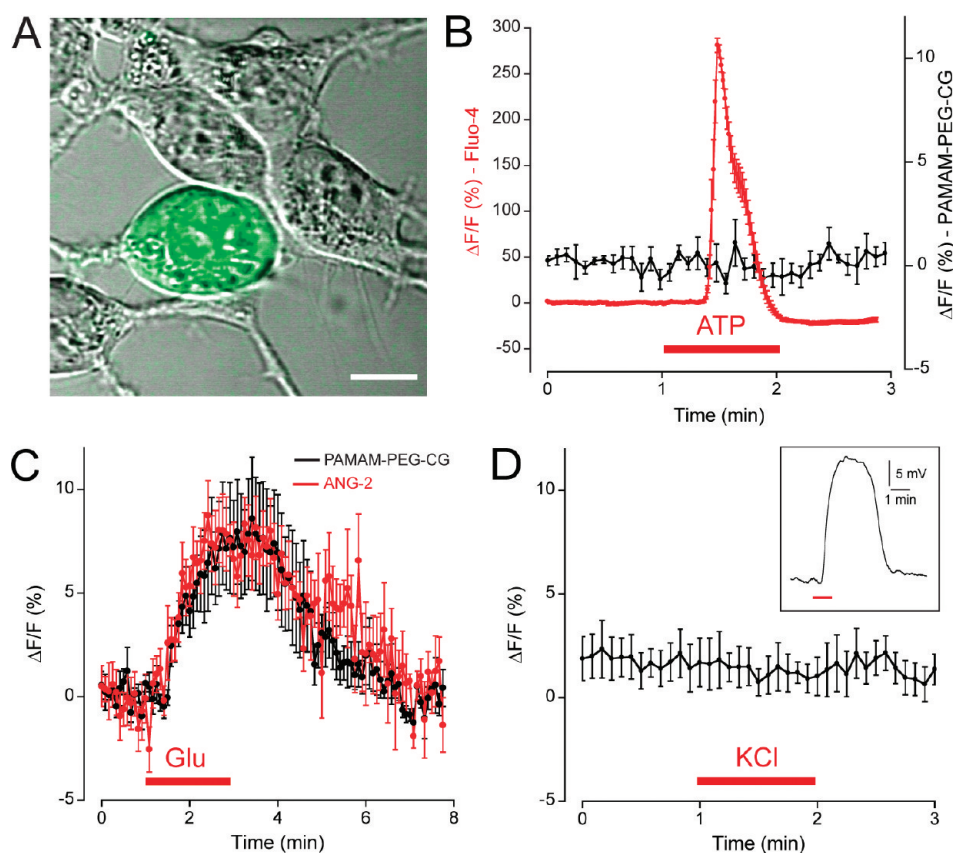 A
B
300
250
200
150
100
50
0
-50
ΔF/F (%) - Fluo-4
10
5
0
-5
ΔF/F (%) - PAMAM-PEG-CG
ATP
0
1
2
3
Time (min)
C
PAMAM-PEG-CG
ANG-2
10
5
0
-5
ΔF/F (%)
Glu
0
2
4
6
8
Time (min)
D
10
5
0
-5
ΔF/F (%)
5 mV
1 min
KCl
0
1
2
3
Time (min)